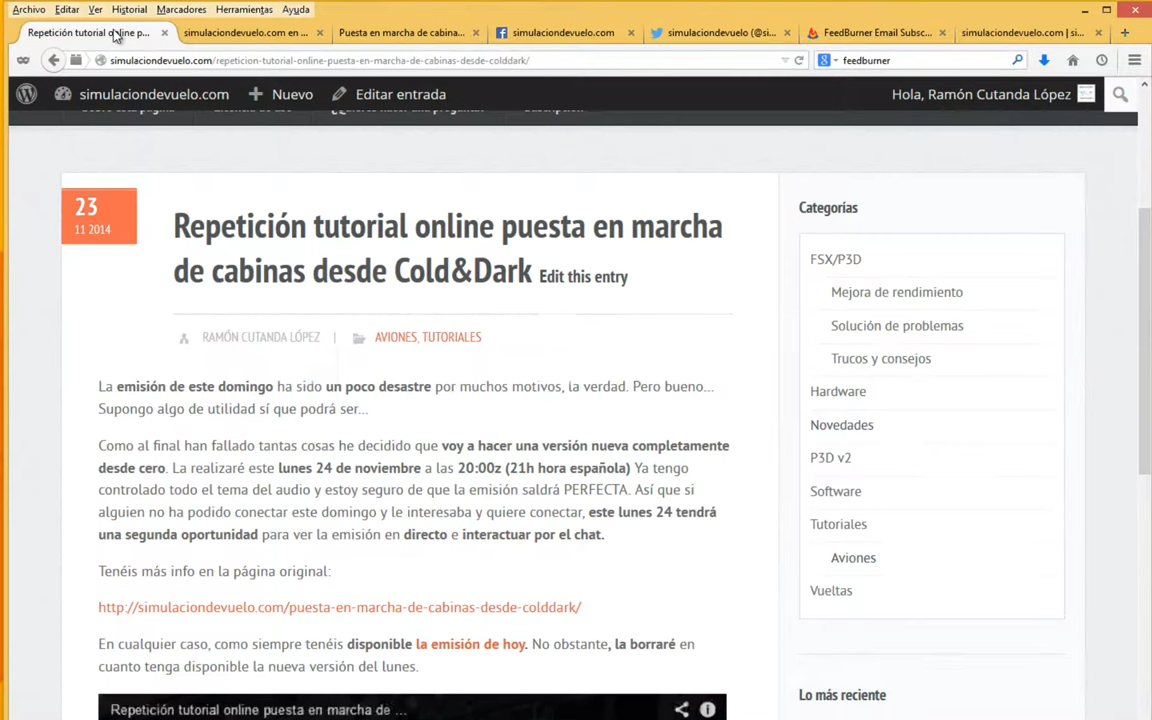 Archivo Editar Ver Historial Marcadores Herramientas Ayuda
Repetición tutorial online p... simulaciondevuelo.com en ... Puesta en marcha de cabina... simulaciondevuelo.com simulaciondevuelo (@si... FeedBurner Email Subsc... simulaciondevuelo.com | si...
simulaciondevuelo.com/repeticion-tutorial-online-puesta-en-marcha-de-cabinas-desde-colddark/ feedburner
simulaciondevuelo.com Nuevo Editar entrada Hola, Ramón Cutanda López
23
11 2014
Repetición tutorial online puesta en marcha
de cabinas desde Cold&Dark Edit this entry
RAMÓN CUTANDA LÓPEZ | AVIONES, TUTORIALES
La emisión de este domingo ha sido un poco desastre por muchos motivos, la verdad. Pero bueno...
Supongo algo de utilidad sí que podrá ser...
Como al final han fallado tantas cosas he decidido que voy a hacer una versión nueva completamente
desde cero. La realizaré este lunes 24 de noviembre a las 20:00z (21h hora española) Ya tengo
controlado todo el tema del audio y estoy seguro de que la emisión saldrá PERFECTA. Así que si
alguien no ha podido conectar este domingo y le interesaba y quiere conectar, este lunes 24 tendrá
una segunda oportunidad para ver la emisión en directo e interactuar por el chat.
Tenéis más info en la página original:
http://simulaciondevuelo.com/puesta-en-marcha-de-cabinas-desde-colddark/
En cualquier caso, como siempre tenéis disponible la emisión de hoy. No obstante, la borraré en
cuanto tenga disponible la nueva versión del lunes.
Repetición tutorial online puesta en marcha de ...
Categorías
FSX/P3D
Mejora de rendimiento
Solución de problemas
Trucos y consejos
Hardware
Novedades
P3D v2
Software
Tutoriales
Aviones
Vueltas
Lo más reciente